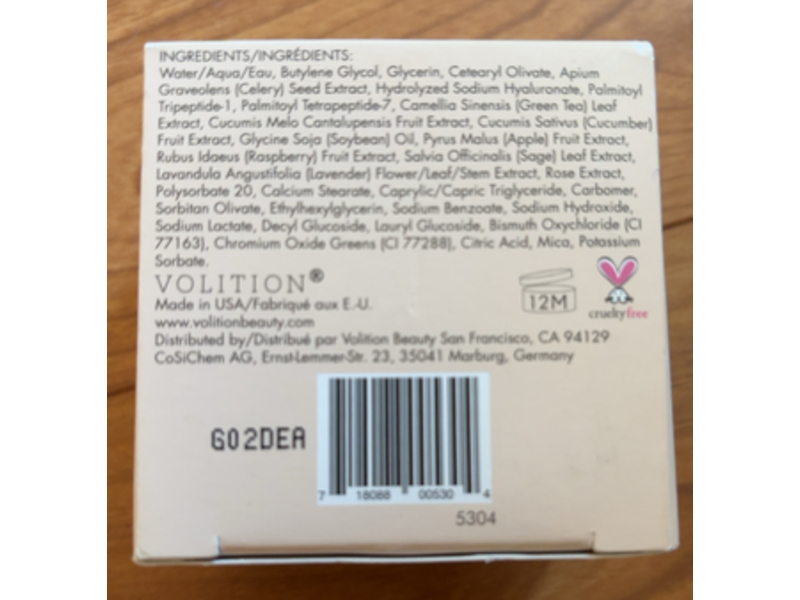 INGREDIENTS/INGRÉDIENTS:
Water/Aqua/Eau, Butylene Glycol, Glycerin, Cetearyl Olivate, Apium
Graveolens (Celery) Seed Extract, Hydrolyzed Sodium Hyaluronate, Palmitoyl
Tripeptide-1, Palmitoyl Tetrapeptide-7, Camellia Sinensis (Green Tea) Leaf
Extract, Cucumis Melo Cantalupensis Fruit Extract, Cucumis Sativus (Cucumber)
Fruit Extract, Glycine Soja (Soybean) Oil, Pyrus Malus (Apple) Fruit Extract,
Rubus Idaeus (Raspberry) Fruit Extract, Salvia Officinalis (Sage) Leaf Extract,
Lavandula Angustifolia (Lavender) Flower/Leaf/Stem Extract, Rose Extract,
Polysorbate 20, Calcium Stearate, Caprylic/Capric Triglyceride, Carbomer,
Sorbitan Olivate, Ethylhexylglycerin, Sodium Benzoate, Sodium Hydroxide,
Sodium Lactate, Decyl Glucoside, Lauryl Glucoside, Bismuth Oxychloride (CI
77163), Chromium Oxide Greens (CI 77288), Citric Acid, Mica, Potassium
Sorbate.
VOLITION®
12M
crueltyfree
Made in USA/Fabriqué aux E.-U.
www.volitionbeauty.com
Distributed by/Distribué par Volition Beauty San Francisco, CA 94129
CoSiChem AG, Ernst-Lemmer-Str. 23, 35041 Marburg, Germany
G02DEA
7 18088 00530 4
5304